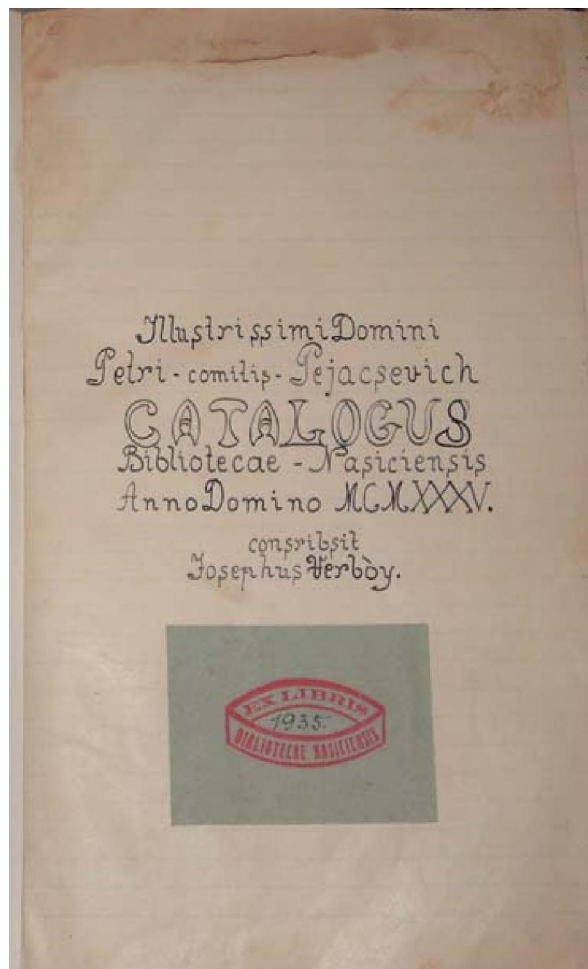 Illustrissimi Domini
Petri - comitis - Pejacsevich
CATALOGUS
Bibliotecae - Nasiciensis
Anno Domino MCMXXXV.
consribsit
Josephus Verbòy.
EX LIBRIS
1935.
BIBLIOTECAE NASICIENSIS